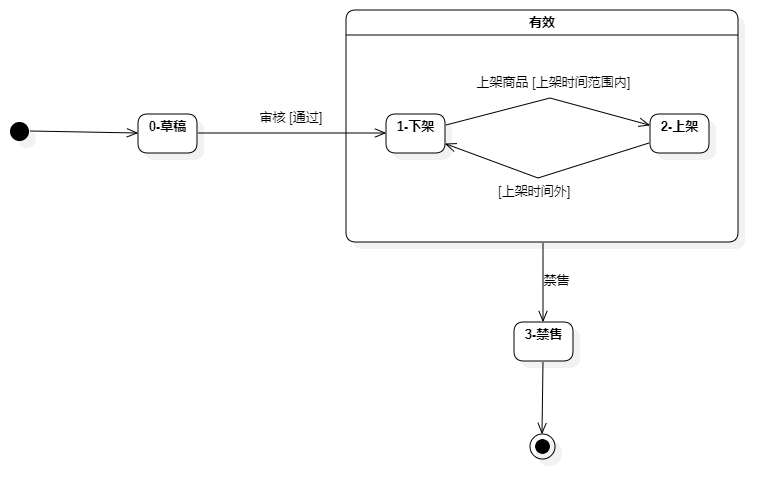 有效
上架商品 [上架时间范围内]
审核 [通过]
0-草稿
1-下架
2-上架
[上架时间外]
禁售
3-禁售